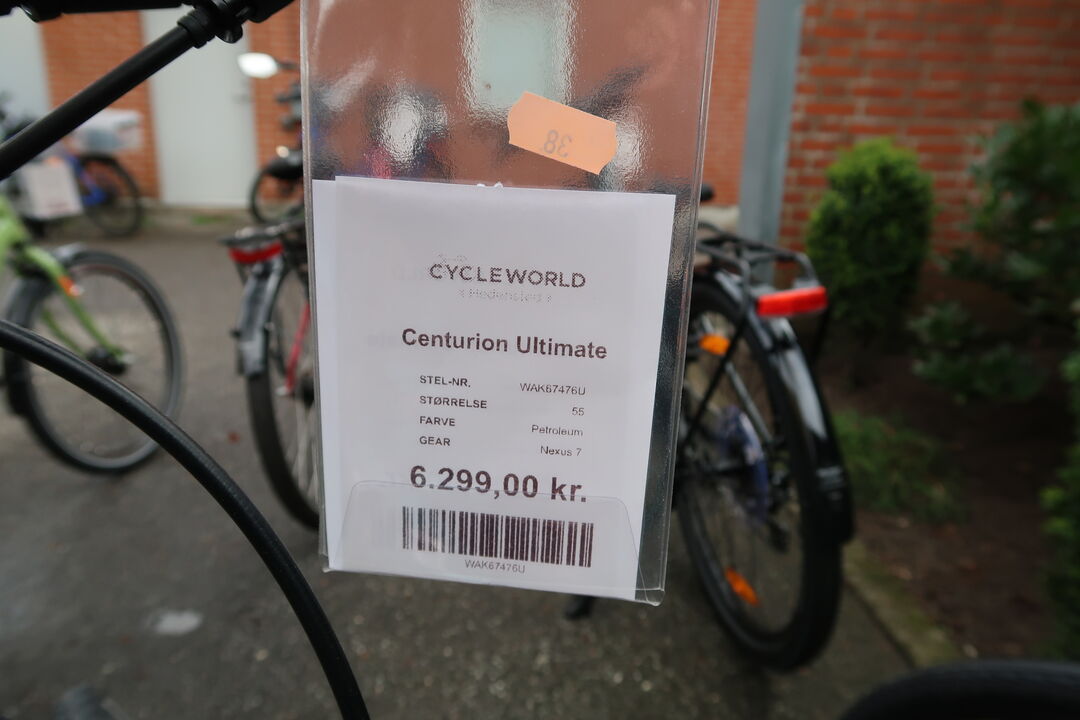 38
CYCLEWORLD
Hedensted
Centurion Ultimate
STEL-NR. WAK67476U
STØRRELSE 55
FARVE Petroleum
GEAR Nexus 7
6.299,00 kr.
WAK67476U